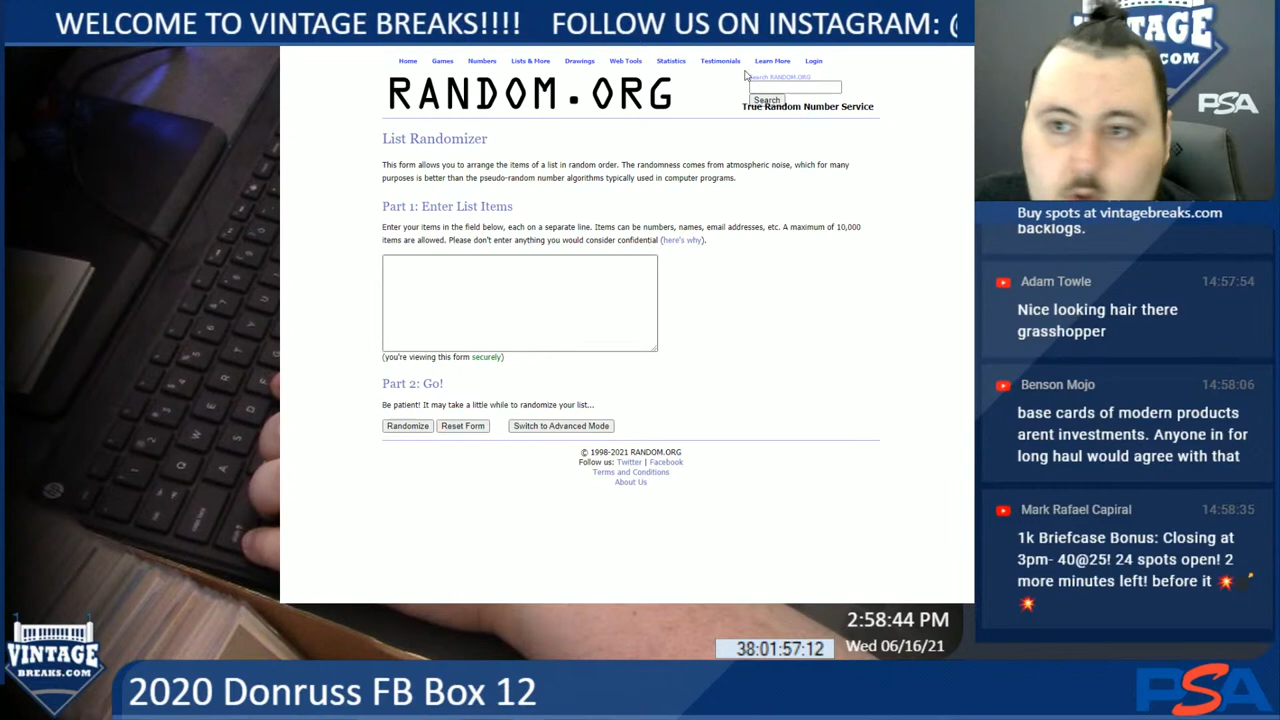 WELCOME TO VINTAGE BREAKS!!!! FOLLOW US ON INSTAGRAM: (
Home Games Numbers Lists & More Drawings Web Tools Statistics Testimonials Learn More Login
RANDOM.ORG
Search RANDOM.ORG
Search
True Random Number Service
List Randomizer
This form allows you to arrange the items of a list in random order. The randomness comes from atmospheric noise, which for many
purposes is better than the pseudo-random number algorithms typically used in computer programs.
Part 1: Enter List Items
Enter your items in the field below, each on a separate line. Items can be numbers, names, email addresses, etc. A maximum of 10,000
items are allowed. Please don't enter anything you would consider confidential (here's why).
(you're viewing this form securely)
Part 2: Go!
Be patient! It may take a little while to randomize your list...
Randomize Reset Form Switch to Advanced Mode
© 1998-2021 RANDOM.ORG
Follow us: Twitter | Facebook
Terms and Conditions
About Us
VINTAGE
PSA
Buy spots at vintagebreaks.com
backlogs.
Adam Towle 14:57:54
Nice looking hair there
grasshopper
Benson Mojo 14:58:06
base cards of modern products
arent investments. Anyone in for
long haul would agree with that
Mark Rafael Capiral 14:58:35
1k Briefcase Bonus: Closing at
3pm- 40@25! 24 spots open! 2
more minutes left! before it
2:58:44 PM
38:01:57:12 Wed 06/16/21
VINTAGE
BREAKS.COM
2020 Donruss FB Box 12
PSA